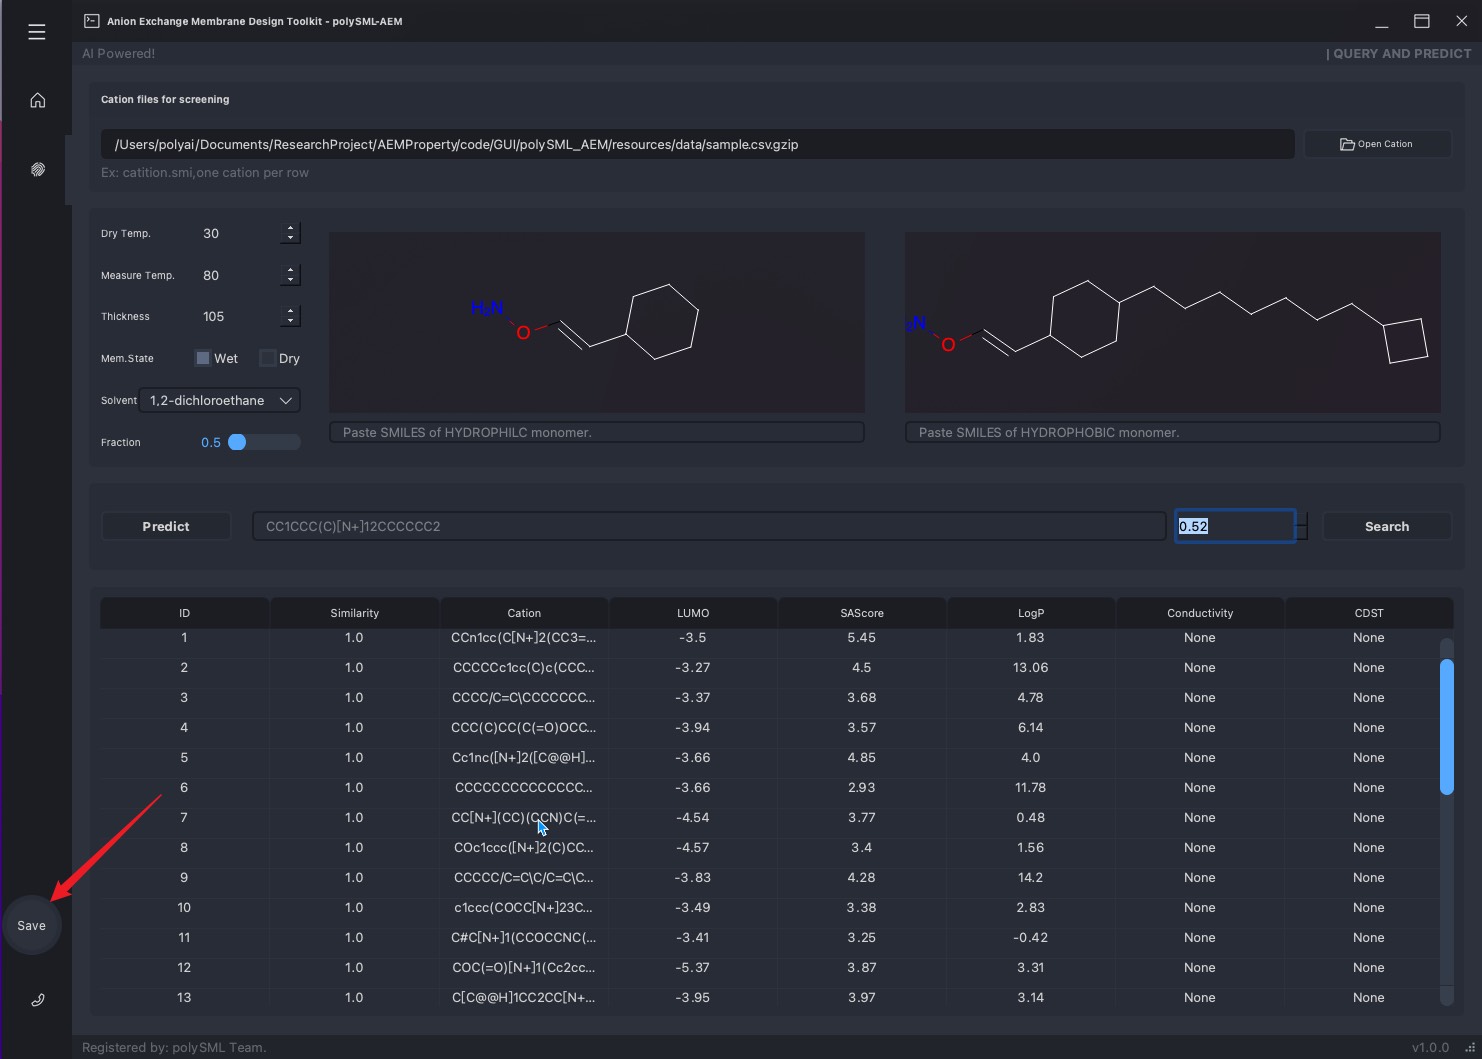 Anion Exchange Membrane Design Toolkit - polySML-AEM
AI Powered! | QUERY AND PREDICT
Cation files for screening
/Users/polyai/Documents/ResearchProject/AEMProperty/code/GUI/polySML_AEM/resources/data/sample.csv.gzip Open Cation
Ex: catition.smi,one cation per row
Dry Temp. 30
Measure Temp. 80
Thickness 105
Mem.State Wet Dry
Solvent 1,2-dichloroethane
Fraction 0.5
H₂N O
₂N O
Paste SMILES of HYDROPHILC monomer. Paste SMILES of HYDROPHOBIC monomer.
Predict CC1CCC(C)[N+]12CCCCCC2 0.52 Search
ID Similarity Cation LUMO SAScore LogP Conductivity CDST
1 1.0 CCn1cc(C[N+]2(CC3=... -3.5 5.45 1.83 None None
2 1.0 CCCCCc1cc(C)c(CCC... -3.27 4.5 13.06 None None
3 1.0 CCCC/C=C\CCCCCCC... -3.37 3.68 4.78 None None
4 1.0 CCC(C)CC(C(=O)OCC... -3.94 3.57 6.14 None None
5 1.0 Cc1nc([N+]2([C@@H]... -3.66 4.85 4.0 None None
6 1.0 CCCCCCCCCCCCCC... -3.66 2.93 11.78 None None
7 1.0 CC[N+](CC)(CCN)C(=... -4.54 3.77 0.48 None None
8 1.0 COc1ccc([N+]2(C)CC... -4.57 3.4 1.56 None None
9 1.0 CCCCC/C=C\C/C=C\C... -3.83 4.28 14.2 None None
10 1.0 c1ccc(COCC[N+]23C... -3.49 3.38 2.83 None None
11 1.0 C#C[N+]1(CCOCCNC(... -3.41 3.25 -0.42 None None
12 1.0 COC(=O)[N+]1(Cc2cc... -5.37 3.87 3.31 None None
13 1.0 C[C@@H]1CC2CC[N+... -3.95 3.97 3.14 None None
Save
Registered by: polySML Team. v1.0.0